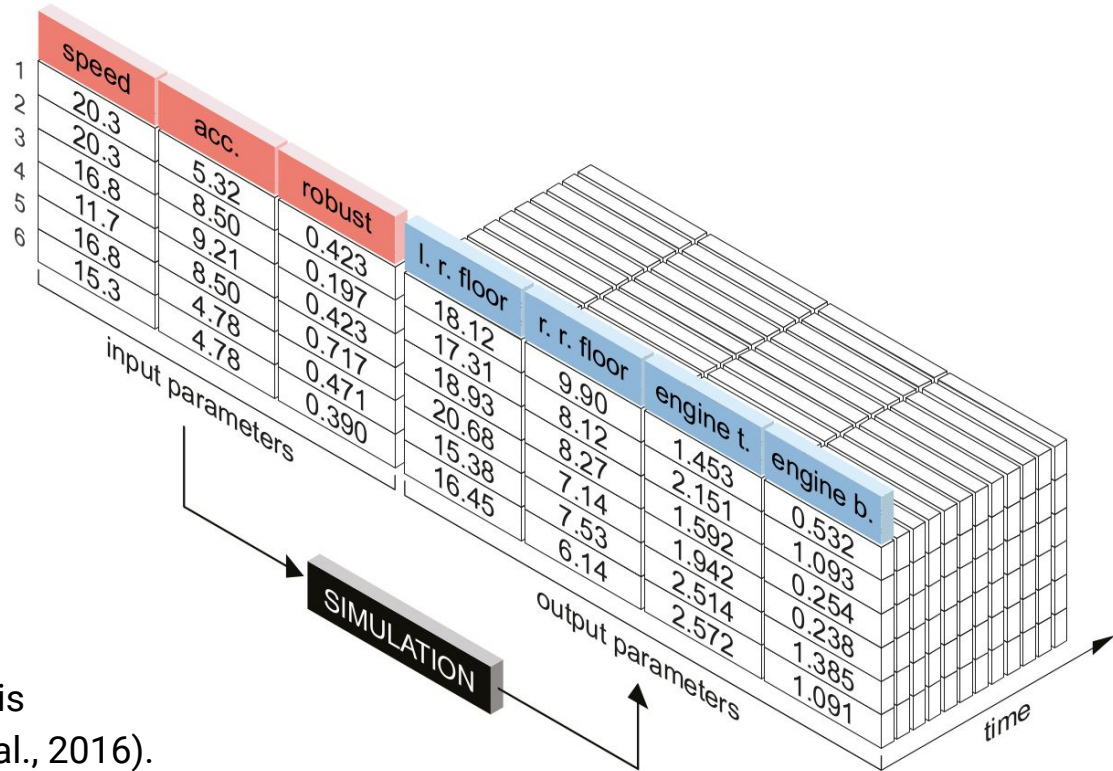 speed acc. robust l. r. floor r. r. floor engine t. engine b.
1 20.3 5.32 0.423 18.12 9.90 1.453 0.532
2 20.3 8.50 0.197 17.31 8.12 2.151 1.093
3 16.8 9.21 0.423 18.93 8.27 1.592 0.254
4 11.7 8.50 0.717 20.68 7.14 1.942 0.238
5 16.8 4.78 0.471 15.38 7.53 2.514 1.385
6 15.3 4.78 0.390 16.45 6.14 2.572 1.091
input parameters
output parameters
SIMULATION
time
is
al., 2016).